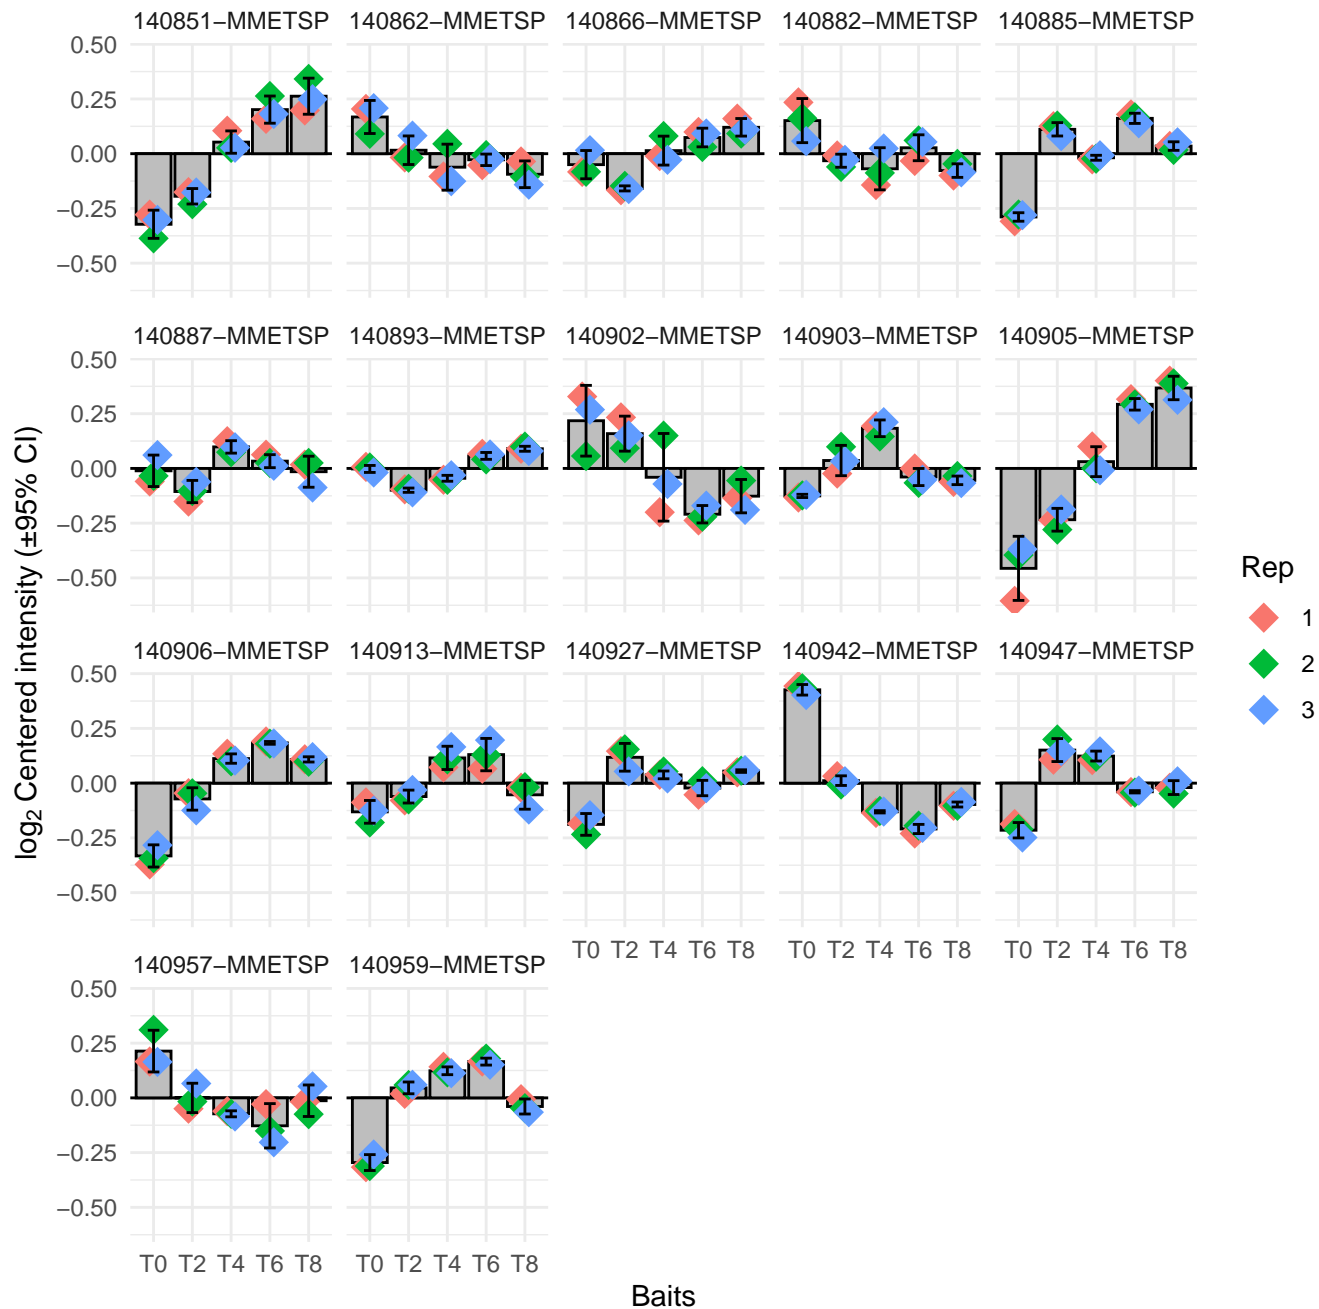 140851−MMETSP 140862−MMETSP 140866−MMETSP 140882−MMETSP 140885−MMETSP
0.50
0.25
0.00
−0.25
−0.50
140887−MMETSP 140893−MMETSP 140902−MMETSP 140903−MMETSP 140905−MMETSP
0.50
0.25
0.00
−0.25
−0.50
140906−MMETSP 140913−MMETSP 140927−MMETSP 140942−MMETSP 140947−MMETSP
0.50
0.25
0.00
−0.25
−0.50
T0 T2 T4 T6 T8 T0 T2 T4 T6 T8 T0 T2 T4 T6 T8
140957−MMETSP 140959−MMETSP
0.50
0.25
0.00
−0.25
−0.50
T0 T2 T4 T6 T8 T0 T2 T4 T6 T8
Baits
log₂ Centered intensity (±95% CI)
Rep
1
2
3